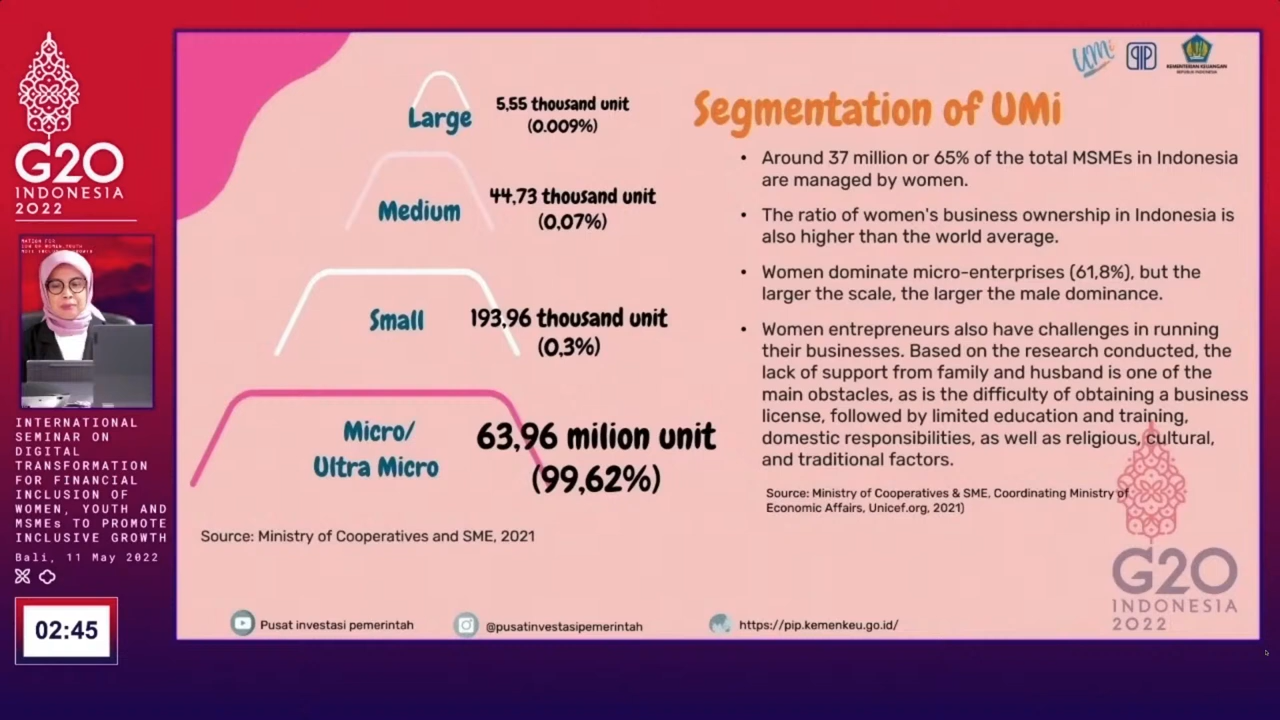 G20
INDONESIA
2022
INTERNATIONAL
SEMINAR ON
DIGITAL
TRANSFORMATION
FOR FINANCIAL
INCLUSION OF
WOMEN, YOUTH AND
MSMEs TO PROMOTE
INCLUSIVE GROWTH
Bali, 11 May 2022
02:45
Large
5,55 thousand unit
(0.009%)
Medium
44,73 thousand unit
(0,07%)
Small
193,96 thousand unit
(0,3%)
Micro/
Ultra Micro
63,96 milion unit
(99,62%)
Source: Ministry of Cooperatives and SME, 2021
UMi
PIP
KEMENTERIAN KEUANGAN
REPUBLIK INDONESIA
Segmentation of UMi
• Around 37 million or 65% of the total MSMEs in Indonesia
are managed by women.
• The ratio of women's business ownership in Indonesia is
also higher than the world average.
• Women dominate micro-enterprises (61,8%), but the
larger the scale, the larger the male dominance.
• Women entrepreneurs also have challenges in running
their businesses. Based on the research conducted, the
lack of support from family and husband is one of the
main obstacles, as is the difficulty of obtaining a business
license, followed by limited education and training,
domestic responsibilities, as well as religious, cultural,
and traditional factors.
Source: Ministry of Cooperatives & SME, Coordinating Ministry of
Economic Affairs, Unicef.org, 2021)
G20
INDONESIA
2022
Pusat investasi pemerintah
@pusatinvestasipemerintah
https://pip.kemenkeu.go.id/